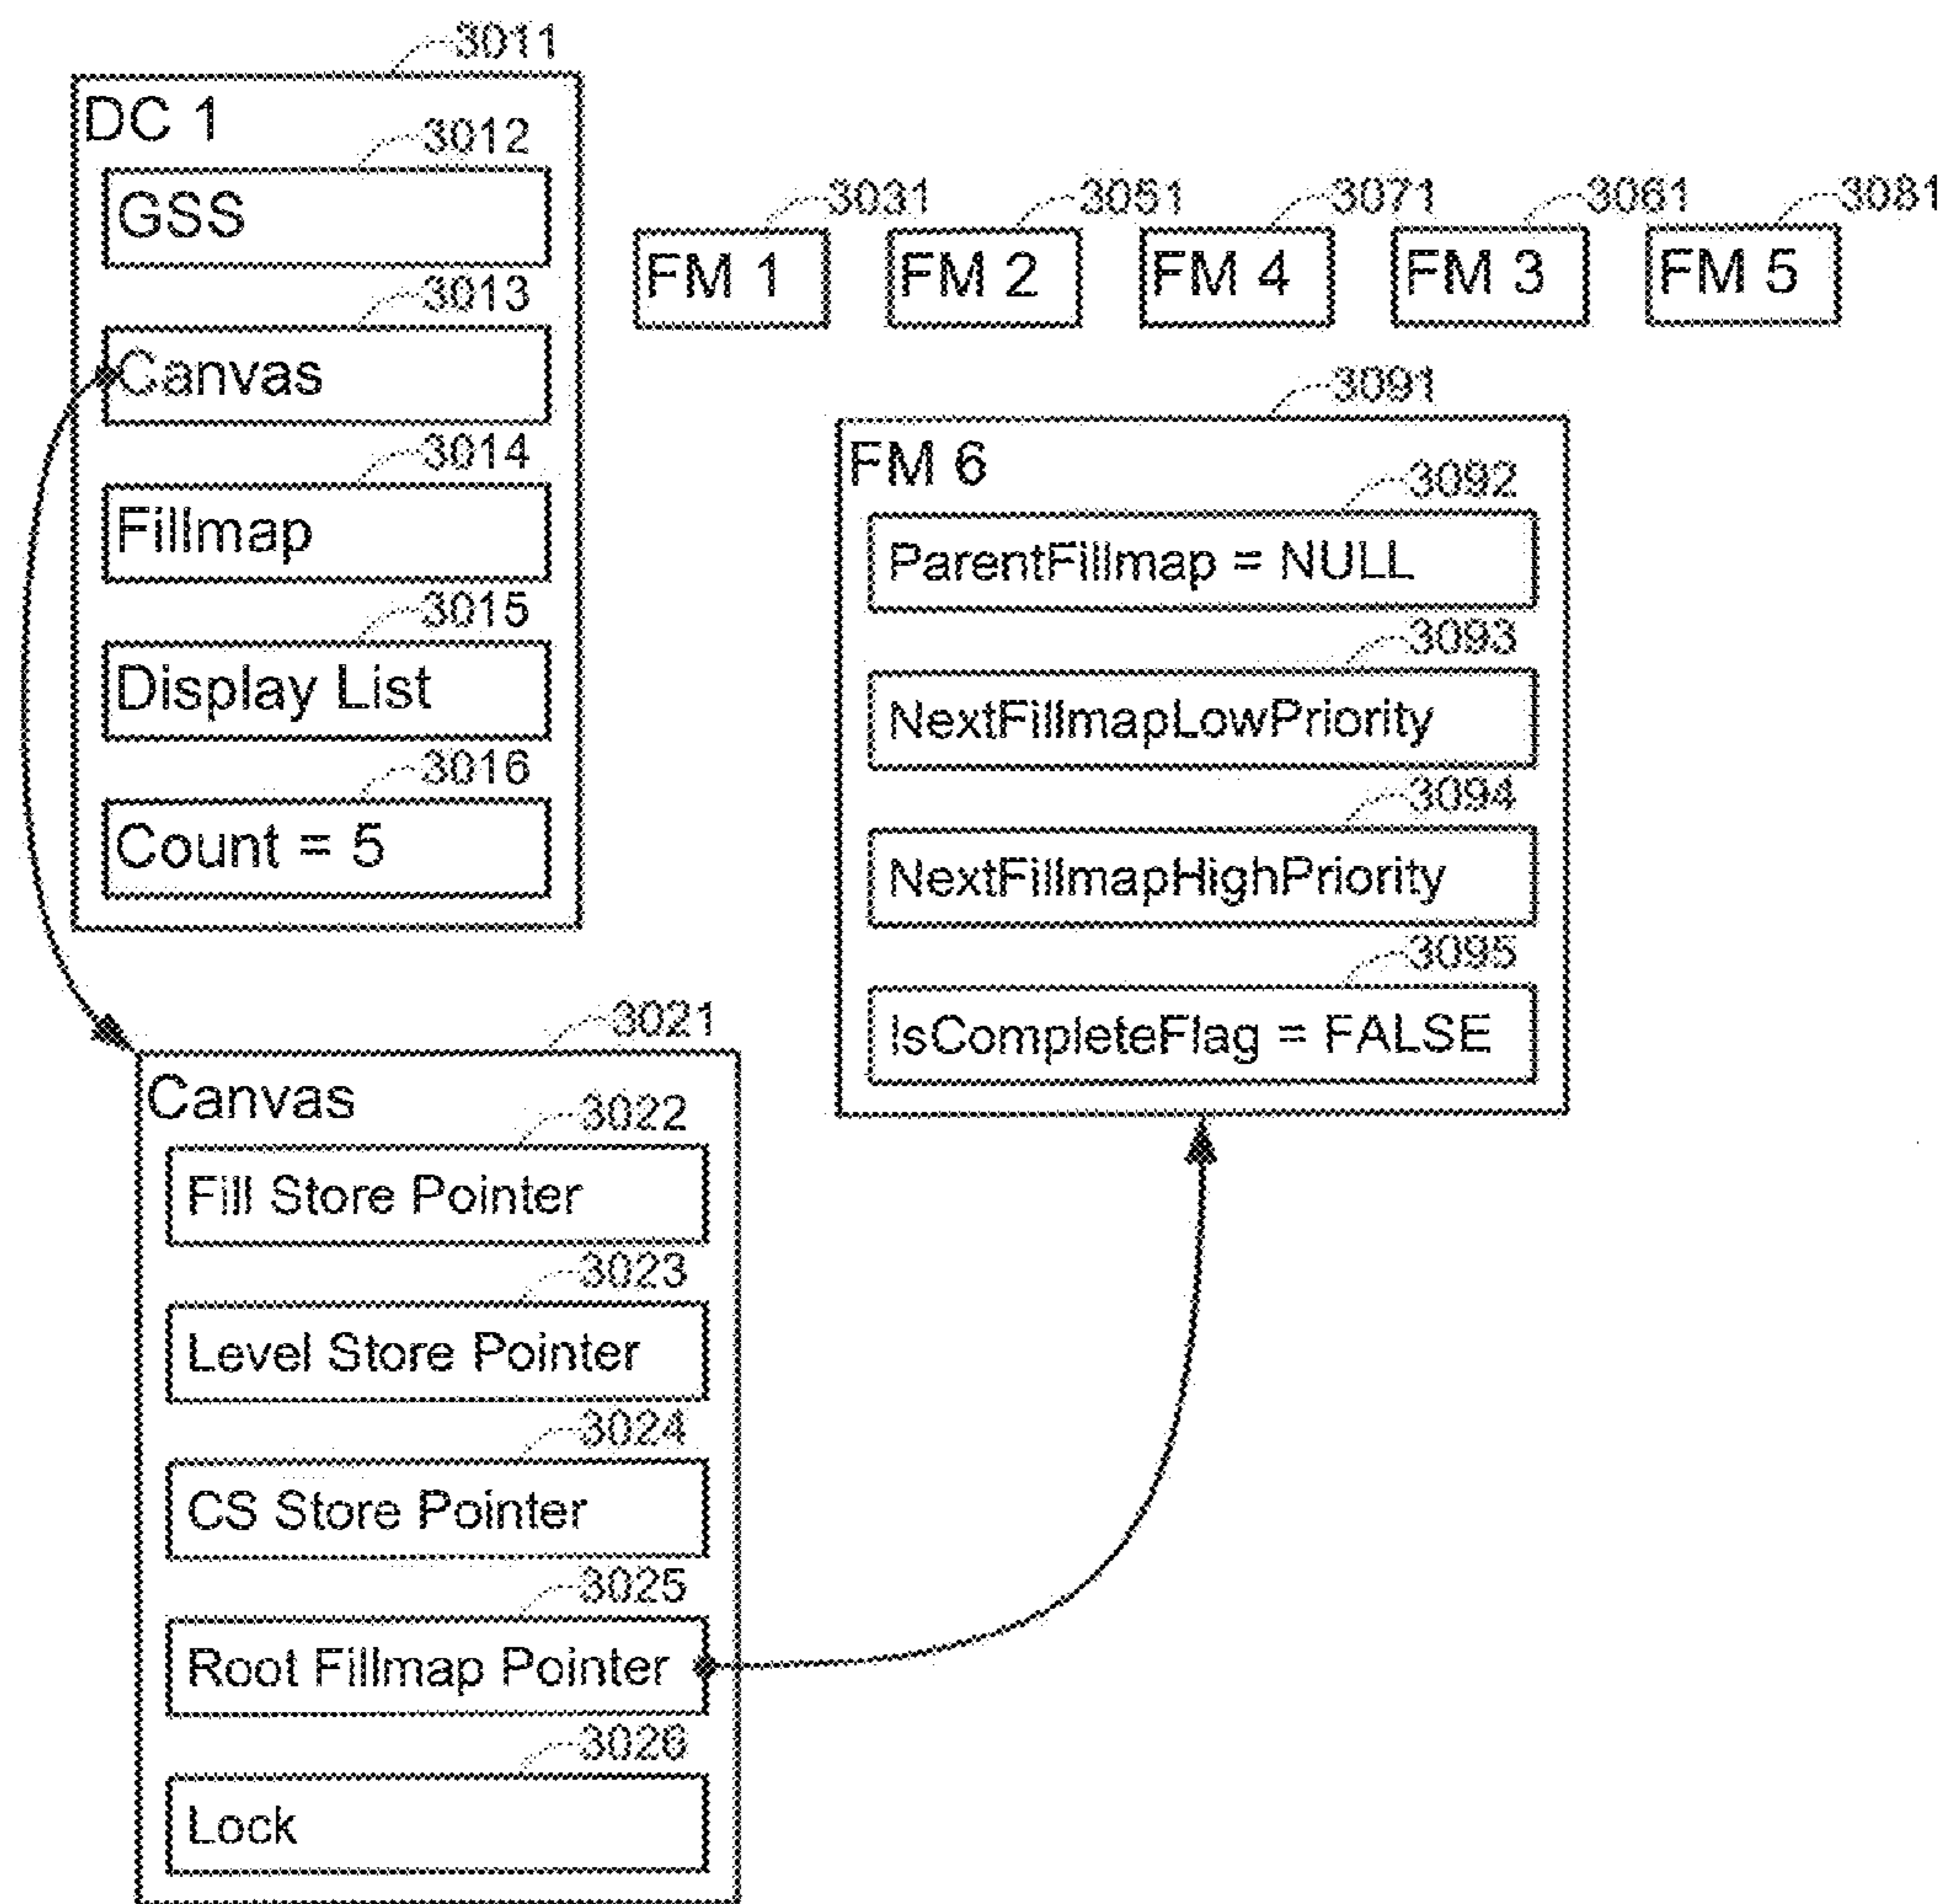 3011
DC 1
3012
GSS
3013
Canvas
3014
Fillmap
3015
Display List
3016
Count = 5
3031 3051 3071 3061 3081
FM 1 FM 2 FM 4 FM 3 FM 5
3091
FM 6
3092
ParentFillmap = NULL
3093
NextFillmapLowPriority
3094
NextFillmapHighPriority
3095
IsCompleteFlag = FALSE
3021
Canvas
3022
Fill Store Pointer
3023
Level Store Pointer
3024
CS Store Pointer
3025
Root Fillmap Pointer
3026
Lock